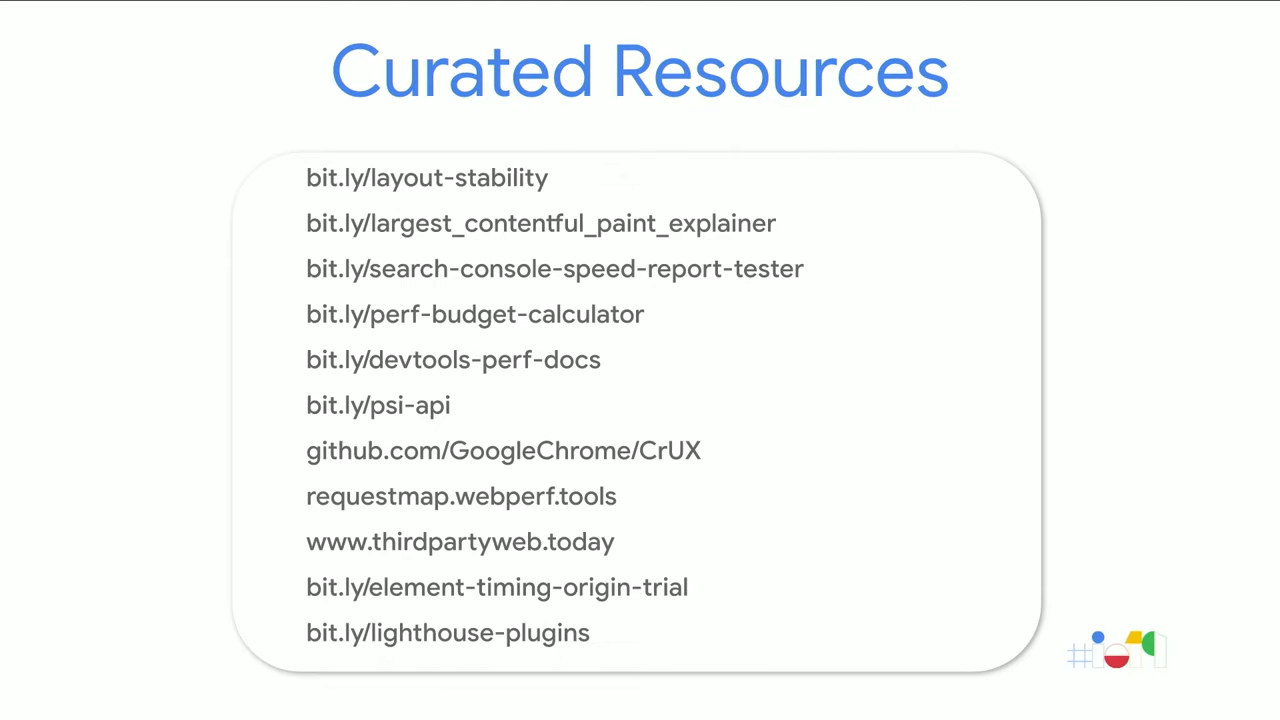 Curated Resources
bit.ly/layout-stability
bit.ly/largest_contentful_paint_explainer
bit.ly/search-console-speed-report-tester
bit.ly/perf-budget-calculator
bit.ly/devtools-perf-docs
bit.ly/psi-api
github.com/GoogleChrome/CrUX
requestmap.webperf.tools
www.thirdpartyweb.today
bit.ly/element-timing-origin-trial
bit.ly/lighthouse-plugins
#io19